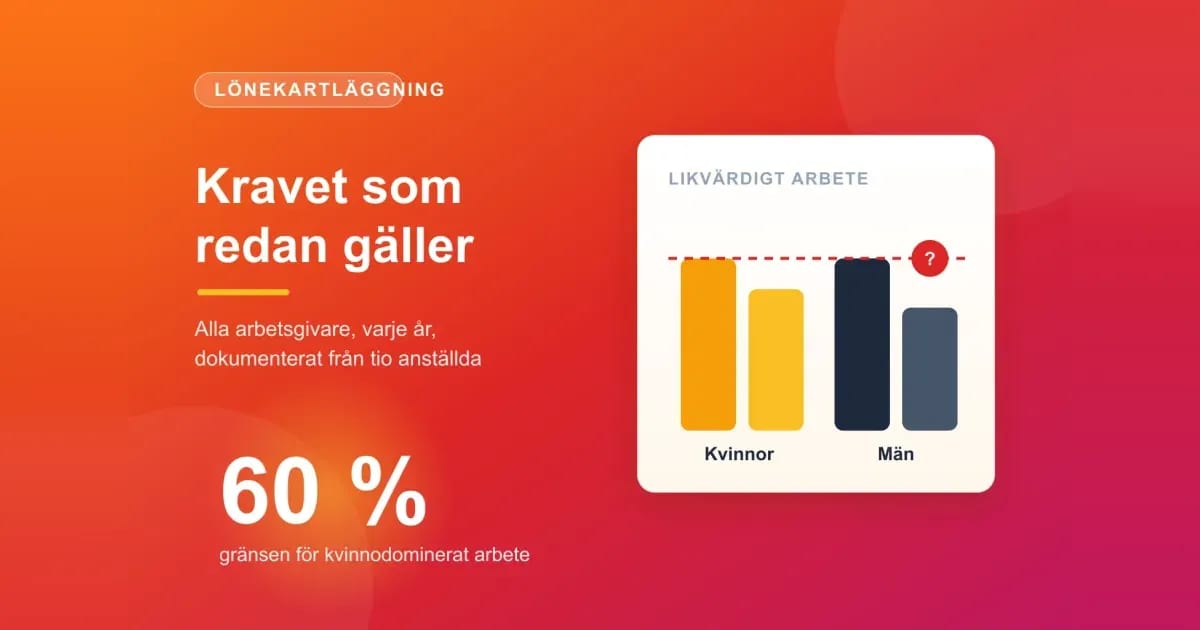 LÖNEKARTLÄGGNING
Kravet som
redan gäller
Alla arbetsgivare, varje år,
dokumenterat från tio anställda
60 %
gränsen för kvinnodominerat arbete
LIKVÄRDIGT ARBETE
?
Kvinnor
Män